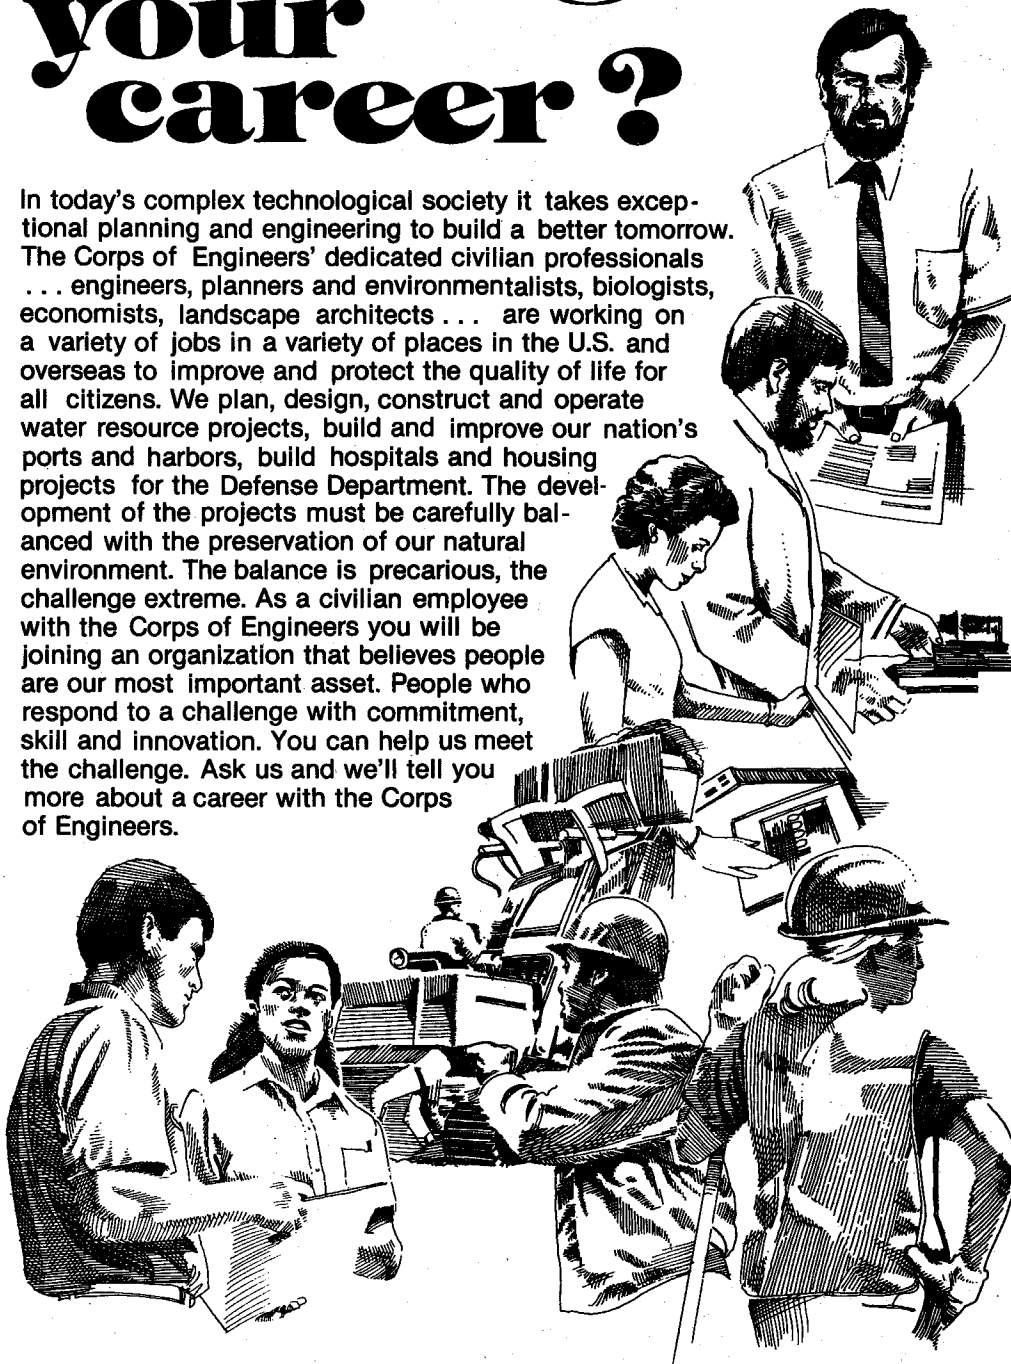 your
career?
In today's complex technological society it takes excep-
tional planning and engineering to build a better tomorrow.
The Corps of Engineers' dedicated civilian professionals
. . . engineers, planners and environmentalists, biologists,
economists, landscape architects . . . are working on
a variety of jobs in a variety of places in the U.S. and
overseas to improve and protect the quality of life for
all citizens. We plan, design, construct and operate
water resource projects, build and improve our nation's
ports and harbors, build hospitals and housing
projects for the Defense Department. The devel-
opment of the projects must be carefully bal-
anced with the preservation of our natural
environment. The balance is precarious, the
challenge extreme. As a civilian employee
with the Corps of Engineers you will be
joining an organization that believes people
are our most important asset. People who
respond to a challenge with commitment,
skill and innovation. You can help us meet
the challenge. Ask us and we'll tell you
more about a career with the Corps
of Engineers.